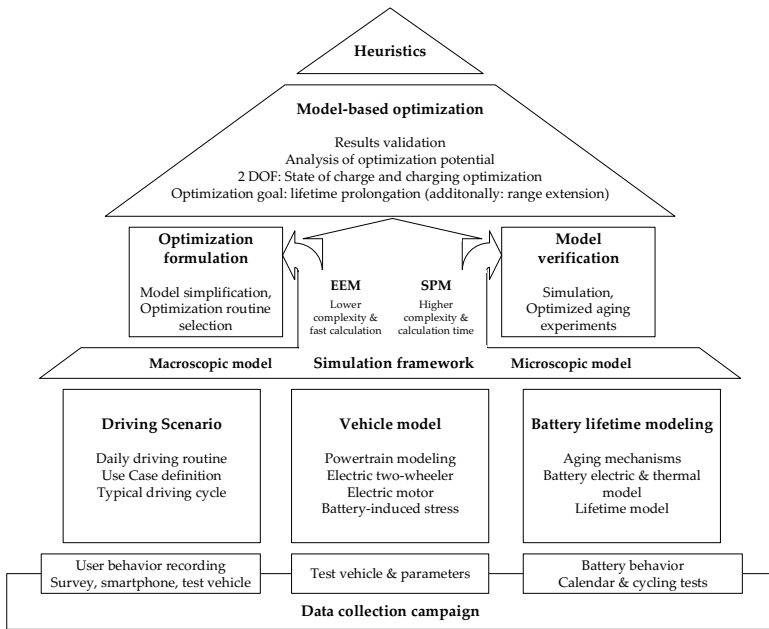 Heuristics
Model-based optimization
Results validation
Analysis of optimization potential
2 DOF: State of charge and charging optimization
Optimization goal: lifetime prolongation (additonally: range extension)
Optimization
formulation
Model simplification,
Optimization routine
selection
EEM
Lower
complexity &
fast calculation
SPM
Higher
complexity &
calculation time
Model
verification
Simulation,
Optimized aging
experiments
Macroscopic model
Simulation framework
Microscopic model
Driving Scenario
Daily driving routine
Use Case definition
Typical driving cycle
Vehicle model
Powertrain modeling
Electric two-wheeler
Electric motor
Battery-induced stress
Battery lifetime modeling
Aging mechanisms
Battery electric & thermal
model
Lifetime model
User behavior recording
Survey, smartphone, test vehicle
Test vehicle & parameters
Battery behavior
Calendar & cycling tests
Data collection campaign